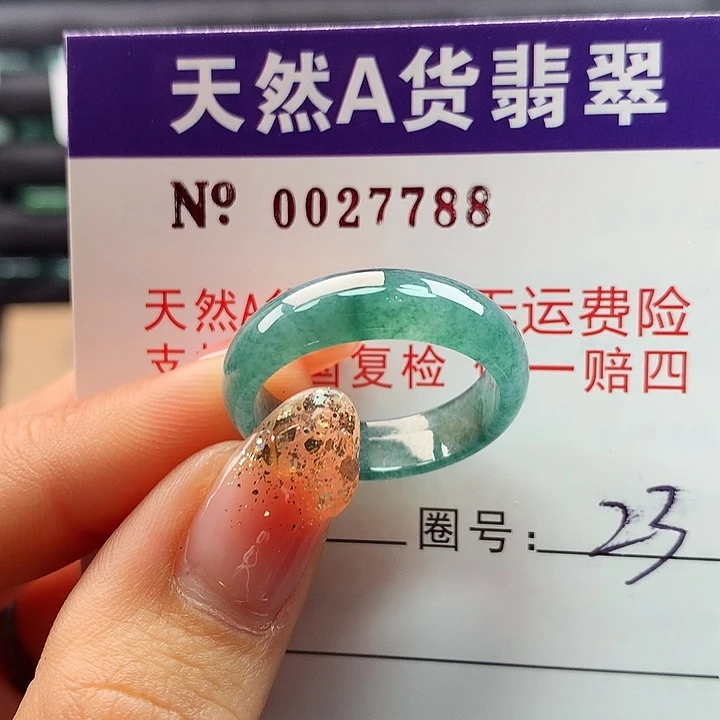 天然A货翡翠
Nº 0027788
天然A 运费险
支 国复检 一赔四
圈号: 23